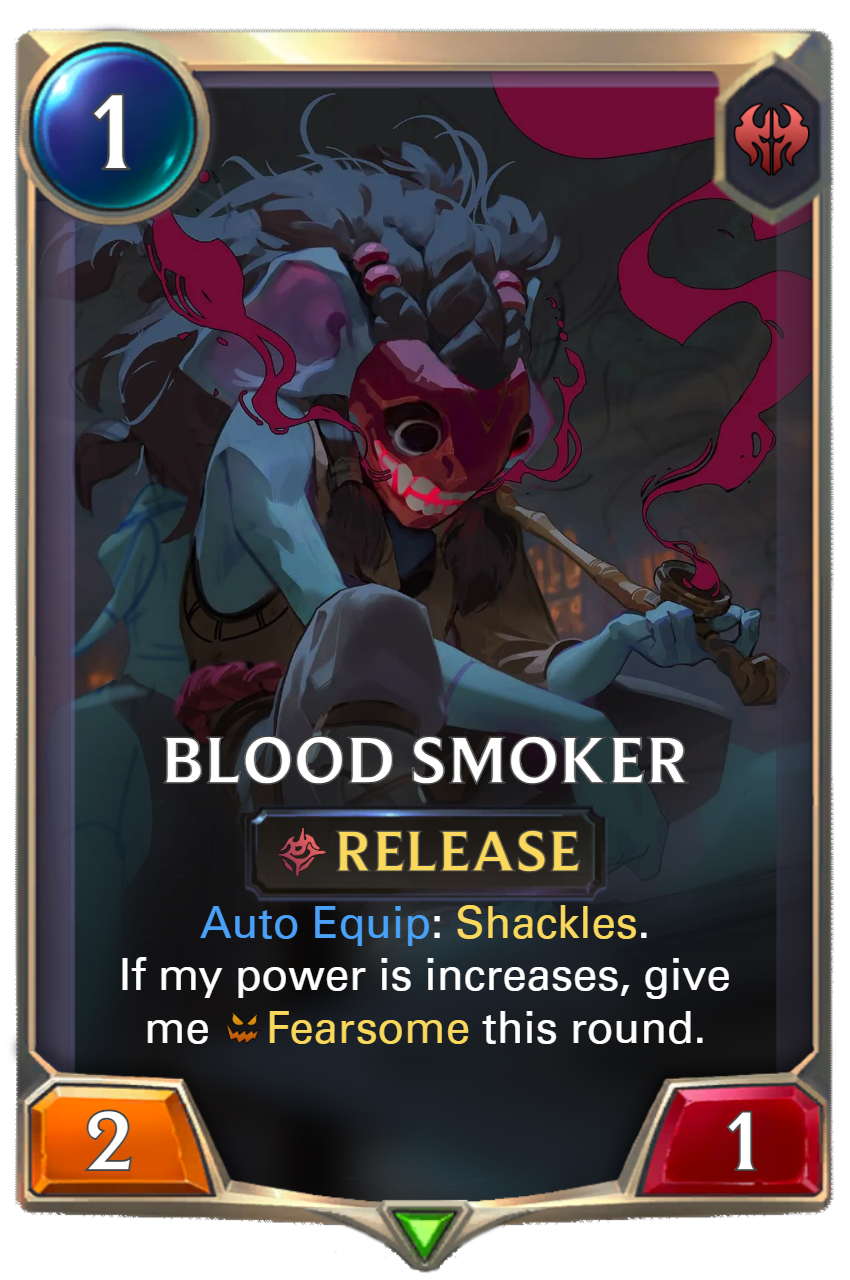 1
BLOOD SMOKER
RELEASE
Auto Equip: Shackles.
If my power is increases, give
me Fearsome this round.
2
1